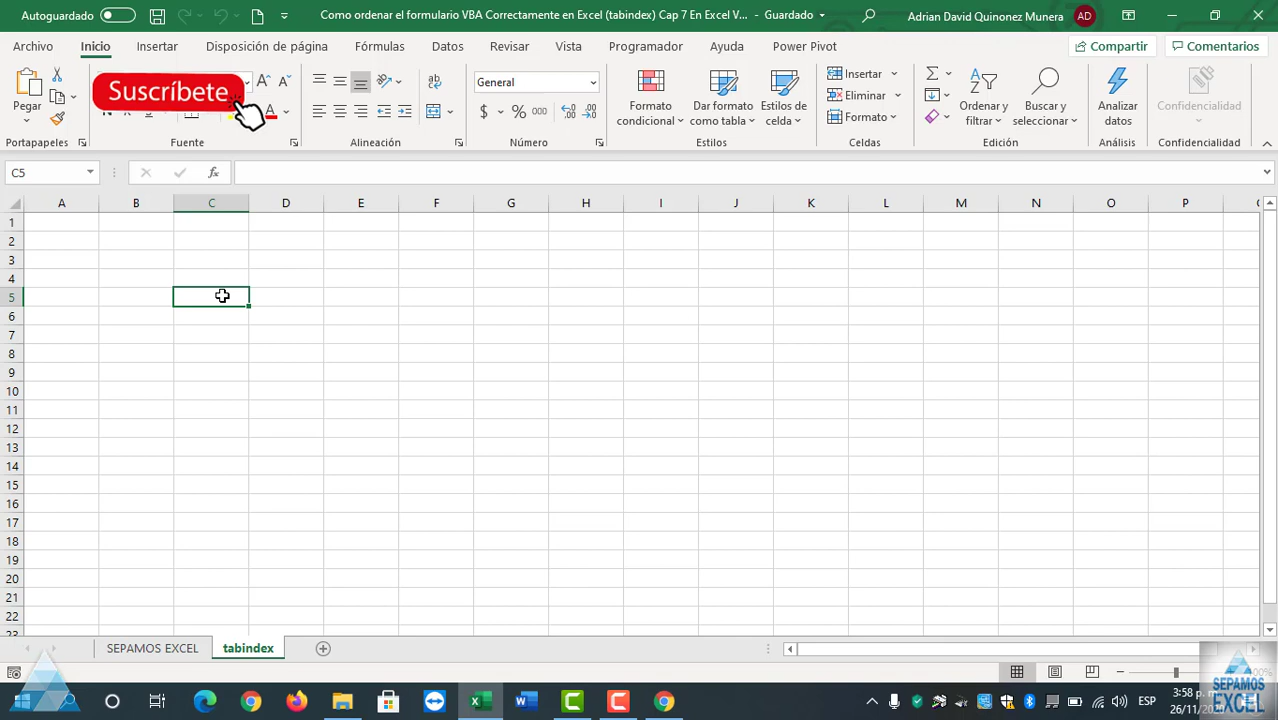 Autoguardado
Como ordenar el formulario VBA Correctamente en Excel (tabindex) Cap 7 En Excel V... - Guardado
Adrian David Quinonez Munera AD
Archivo Inicio Insertar Disposición de página Fórmulas Datos Revisar Vista Programador Ayuda Power Pivot Compartir Comentarios
Pegar
Portapapeles
Suscríbete
Fuente
Alineación
General
$ % 000
Número
Formato condicional
Dar formato como tabla
Estilos de celda
Estilos
Insertar
Eliminar
Formato
Celdas
Ordenar y filtrar
Buscar y seleccionar
Edición
Analizar datos
Análisis
Confidencialidad
Confidencialidad
C5 fx
A B C D E F G H I J K L M N O P
1
2
3
4
5
6
7
8
9
10
11
12
13
14
15
16
17
18
19
20
21
22
23
SEPAMOS EXCEL tabindex
SEPAMOS EXCEL
ESP
3:58 p.